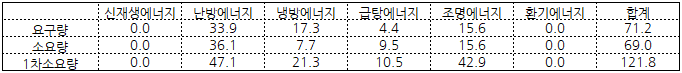 신재생에너지 난방에너지 냉방에너지 급탕에너지 조명에너지 환기에너지 합계
요구량 0.0 33.9 17.3 4.4 15.6 0.0 71.2
소요량 0.0 36.1 7.7 9.5 15.6 0.0 69.0
1차소요량 0.0 47.1 21.3 10.5 42.9 0.0 121.8